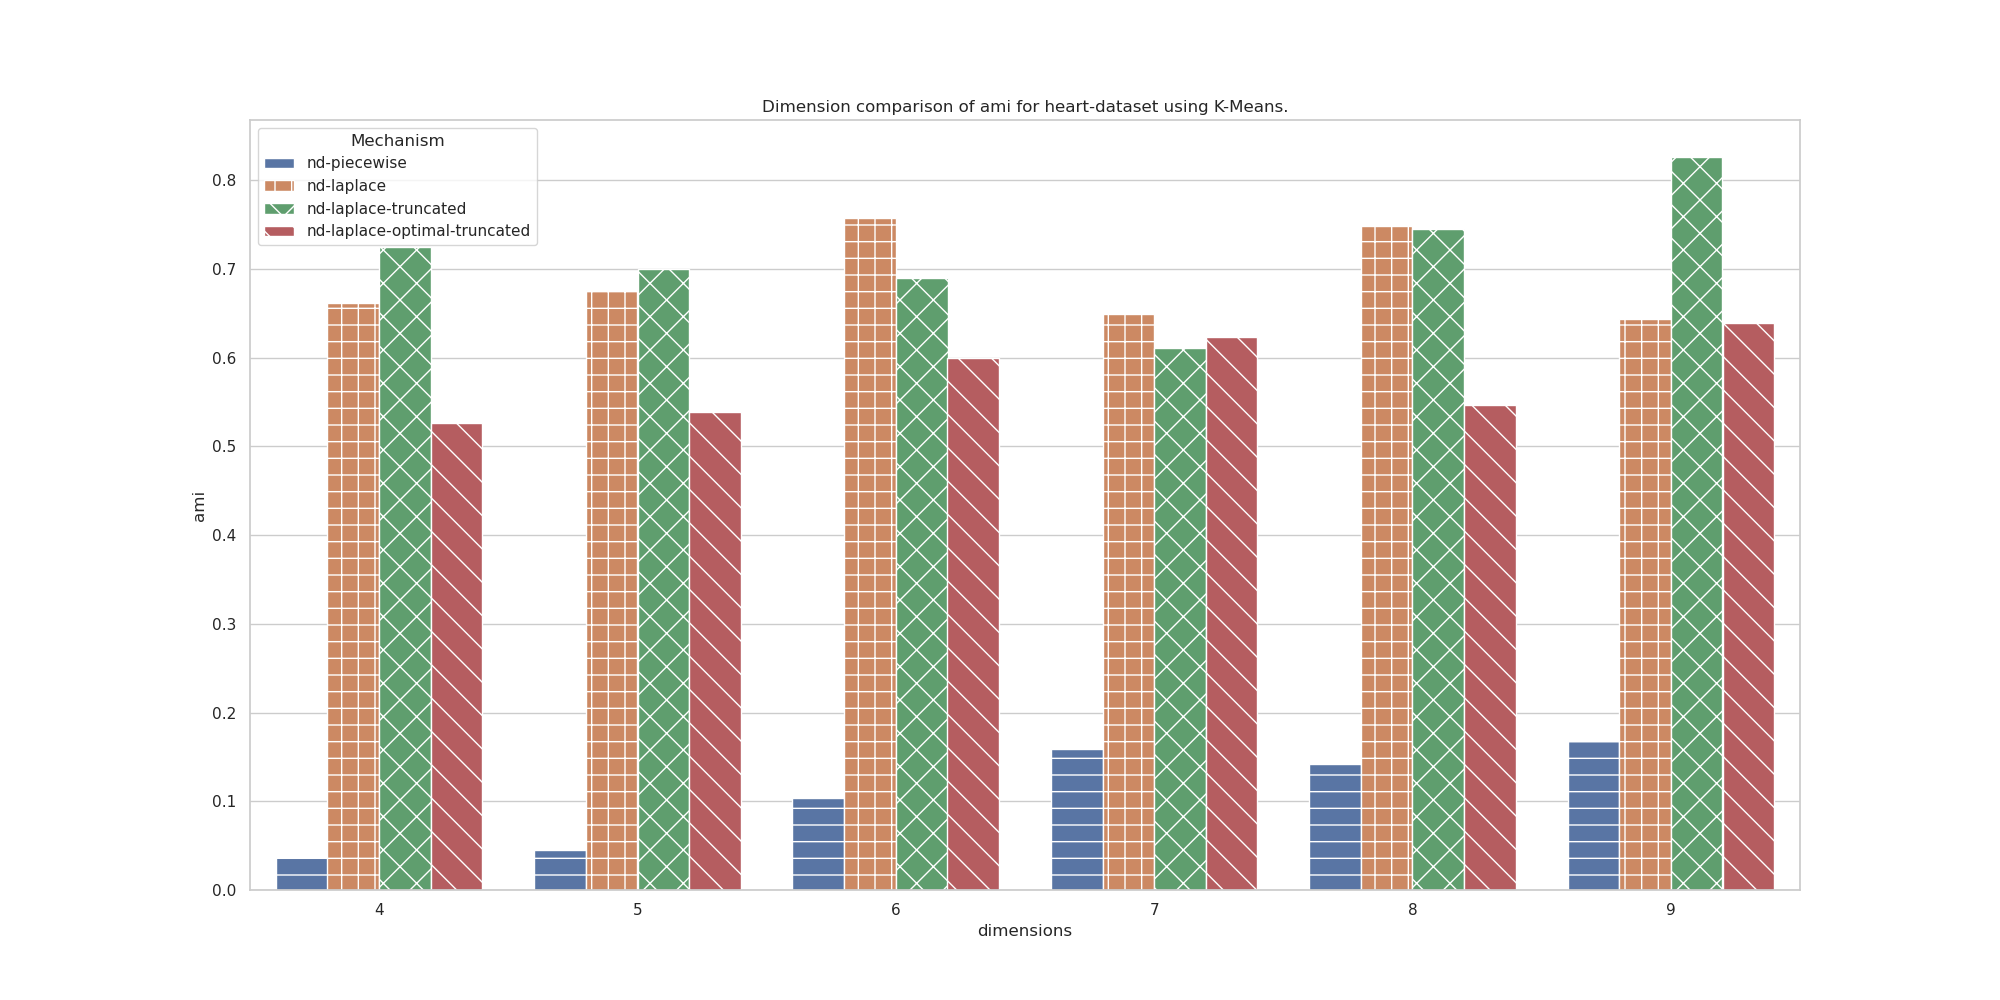 Dimension comparison of ami for heart-dataset using K-Means.
Mechanism
nd-piecewise
nd-laplace
nd-laplace-truncated
nd-laplace-optimal-truncated
0.8
0.7
0.6
0.5
0.4
0.3
0.2
0.1
0.0
ami
4 5 6 7 8 9
dimensions